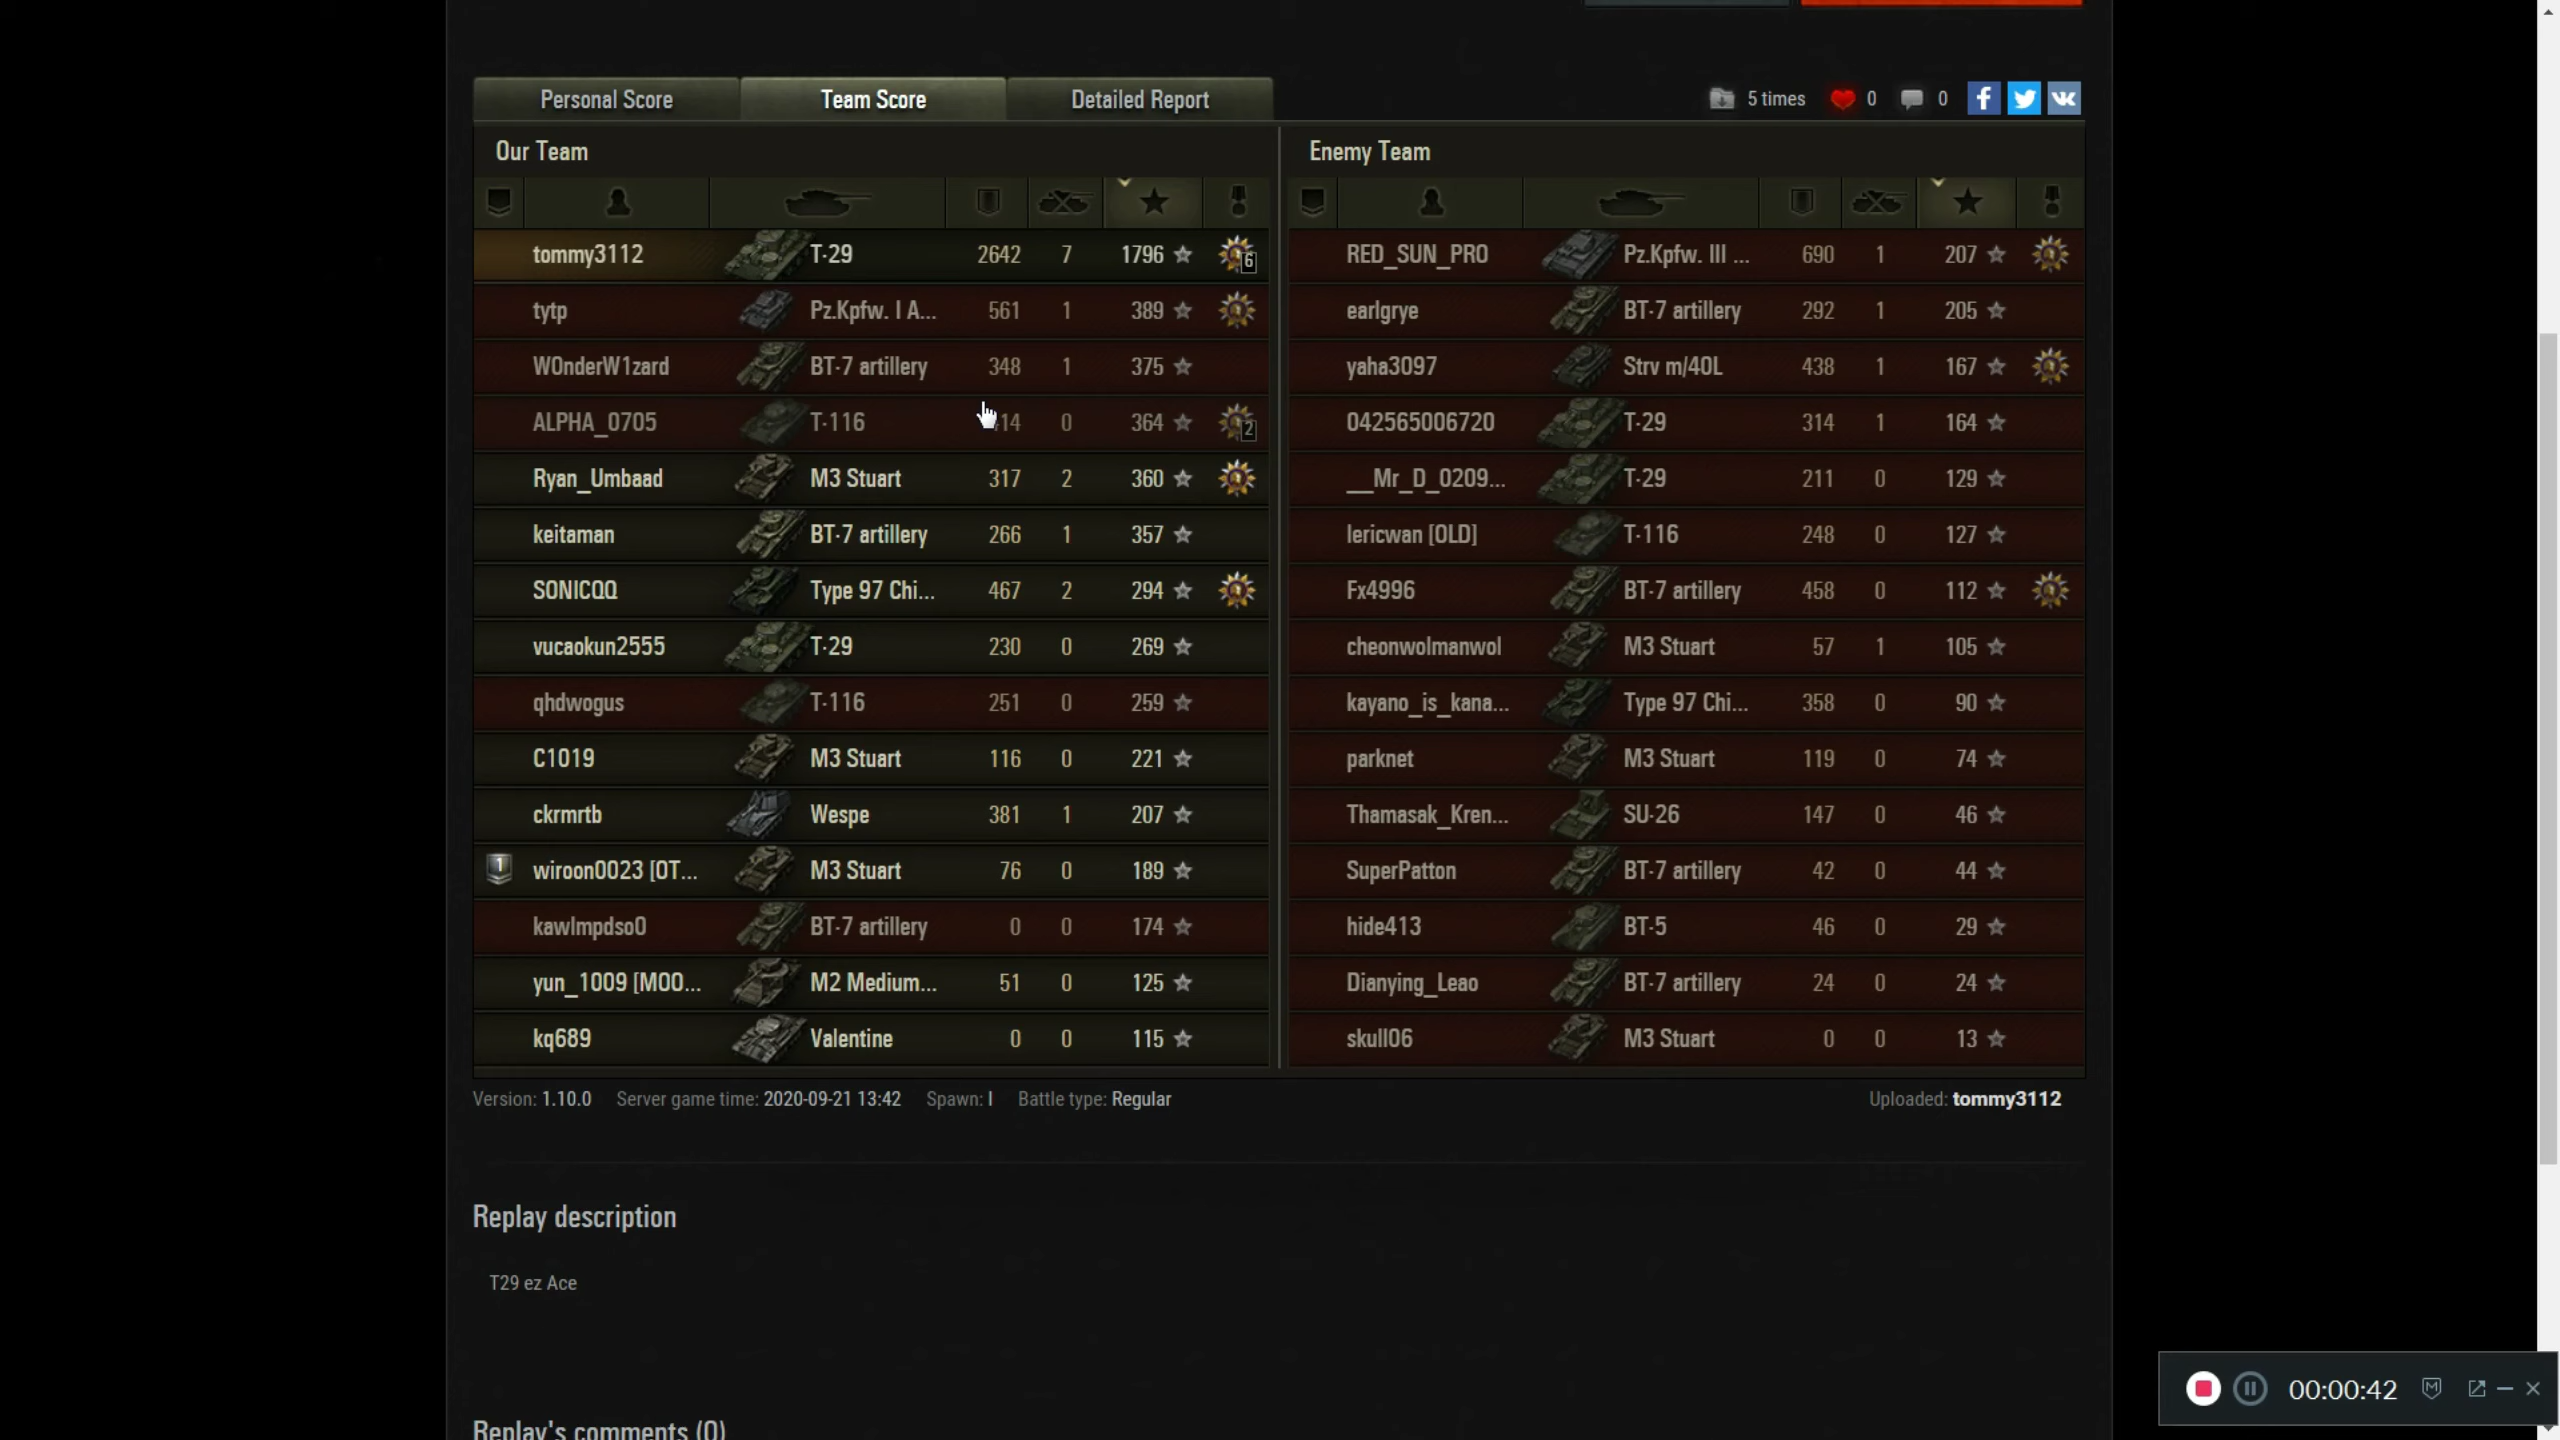 Personal Score Team Score Detailed Report 5 times 0 0
Our Team Enemy Team
tommy3112 T-29 2642 7 1796 6 RED_SUN_PRO Pz.Kpfw. III ... 690 1 207
tytp Pz.Kpfw. I A... 561 1 389 earlgrye BT-7 artillery 292 1 205
W0nderW1zard BT-7 artillery 348 1 375 yaha3097 Strv m/40L 438 1 167
ALPHA_0705 T-116 0 364 2 042565006720 T-29 314 1 164
Ryan_Umbaad M3 Stuart 317 2 360 __Mr_D_0209... T-29 211 0 129
keitaman BT-7 artillery 266 1 357 lericwan [OLD] T-116 248 0 127
SONICQQ Type 97 Chi... 467 2 294 Fx4996 BT-7 artillery 458 0 112
vucaokun2555 T-29 230 0 269 cheonwolmanwol M3 Stuart 57 1 105
qhdwogus T-116 251 0 259 kayano_is_kana... Type 97 Chi... 358 0 90
C1019 M3 Stuart 116 0 221 parknet M3 Stuart 119 0 74
ckrmrtb Wespe 381 1 207 Thamasak_Kren... SU-26 147 0 46
1 wiroon0023 [OT... M3 Stuart 76 0 189 SuperPatton BT-7 artillery 42 0 44
kawlmpdso0 BT-7 artillery 0 0 174 hide413 BT-5 46 0 29
yun_1009 [MOO... M2 Medium... 51 0 125 Dianying_Leao BT-7 artillery 24 0 24
kq689 Valentine 0 0 115 skull06 M3 Stuart 0 0 13
Version: 1.10.0 Server game time: 2020-09-21 13:42 Spawn: I Battle type: Regular Uploaded: tommy3112
Replay description
T29 ez Ace
00:00:42
Replay's comments (0)